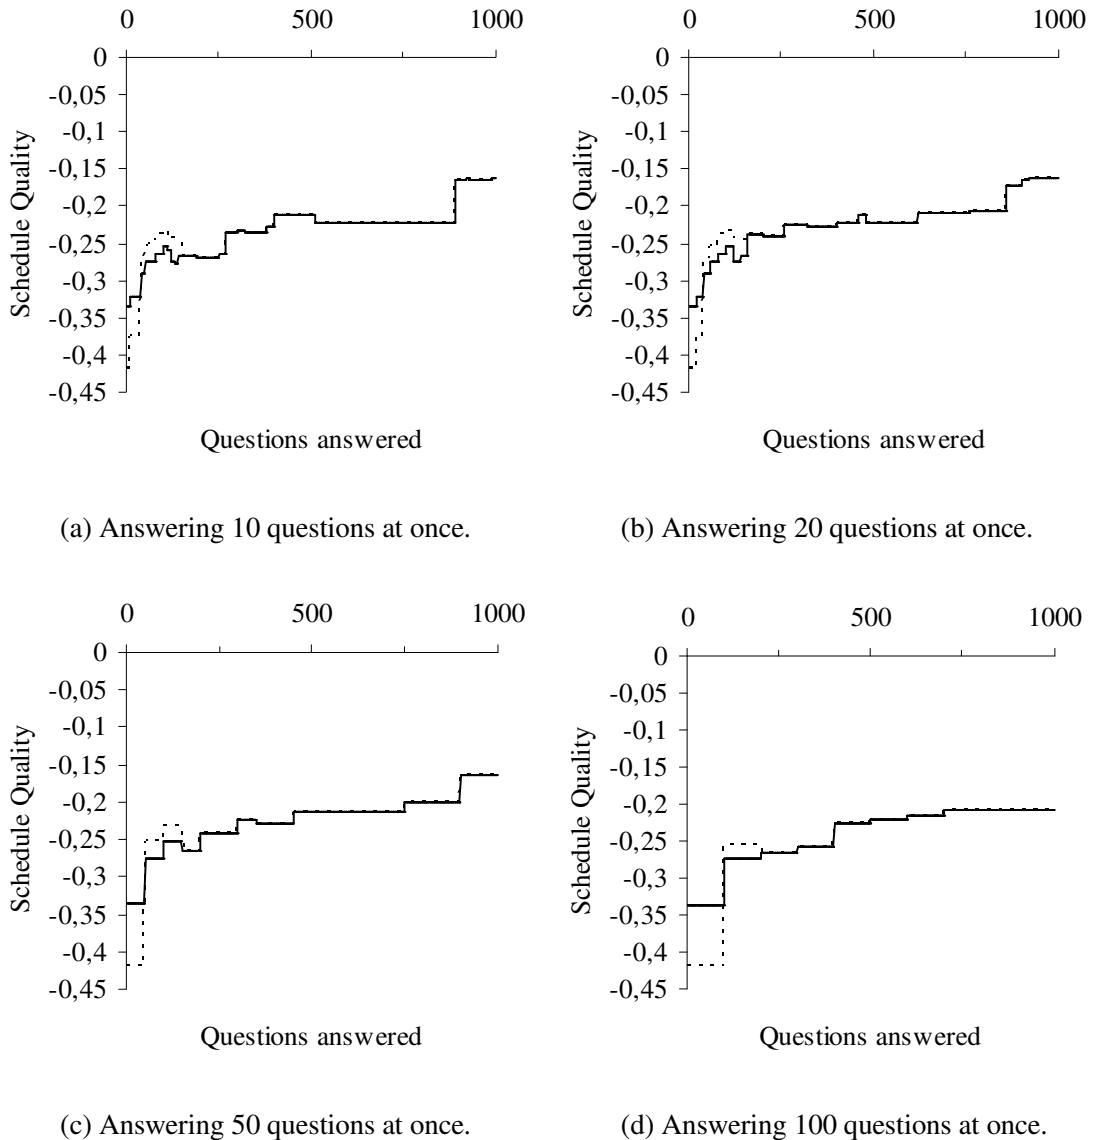 0 500 1000
0
-0,05
-0,1
-0,15
-0,2
-0,25
-0,3
-0,35
-0,4
-0,45
Schedule Quality
Questions answered
(a) Answering 10 questions at once.
0 500 1000
0
-0,05
-0,1
-0,15
-0,2
-0,25
-0,3
-0,35
-0,4
-0,45
Schedule Quality
Questions answered
(b) Answering 20 questions at once.
0 500 1000
0
-0,05
-0,1
-0,15
-0,2
-0,25
-0,3
-0,35
-0,4
-0,45
Schedule Quality
Questions answered
(c) Answering 50 questions at once.
0 500 1000
0
-0,05
-0,1
-0,15
-0,2
-0,25
-0,3
-0,35
-0,4
-0,45
Schedule Quality
Questions answered
(d) Answering 100 questions at once.